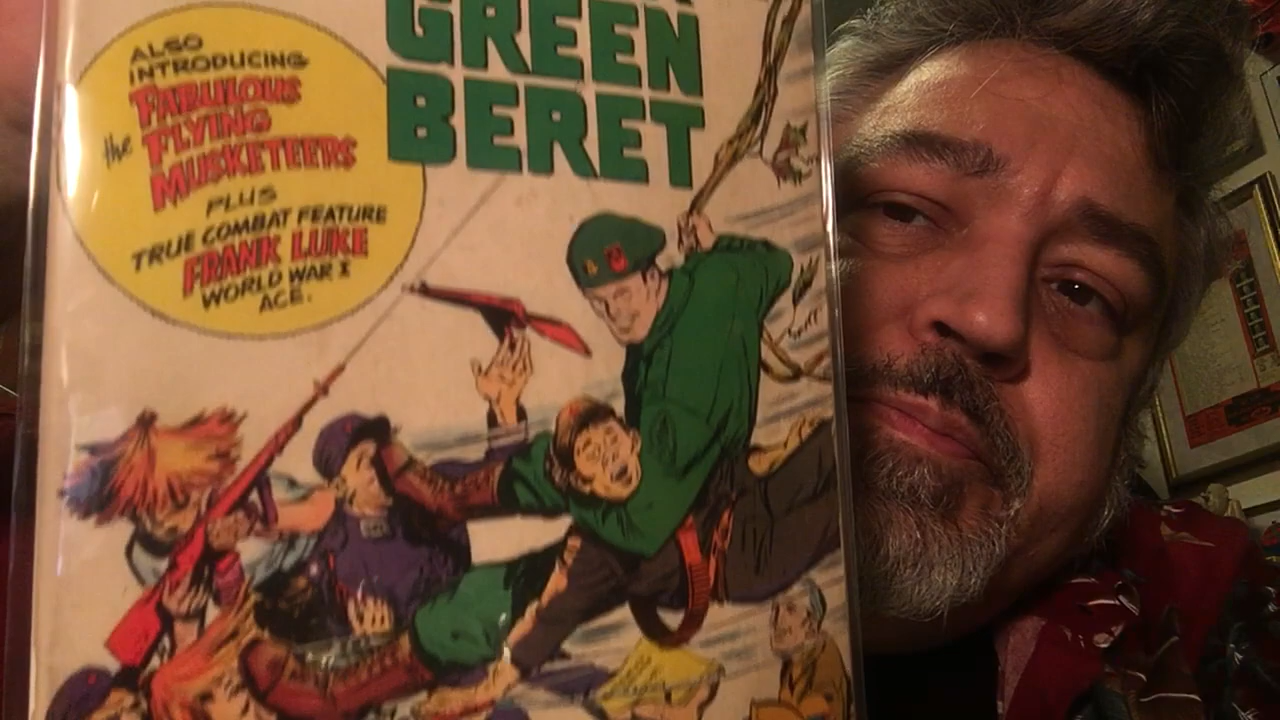 GREEN
BERET
ALSO
INTRODUCING
the FABULOUS
FLYING
MUSKETEERS
PLUS
TRUE COMBAT FEATURE
FRANK LUKE
WORLD WAR I
ACE.